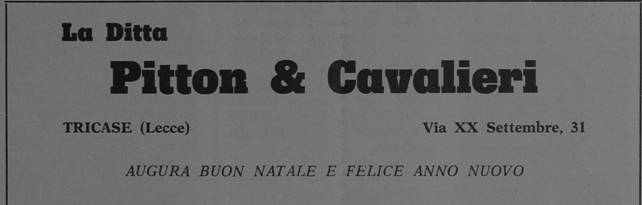 La Ditta
Pitton & Cavalieri
TRICASE (Lecce) Via XX Settembre, 31
AUGURA BUON NATALE E FELICE ANNO NUOVO